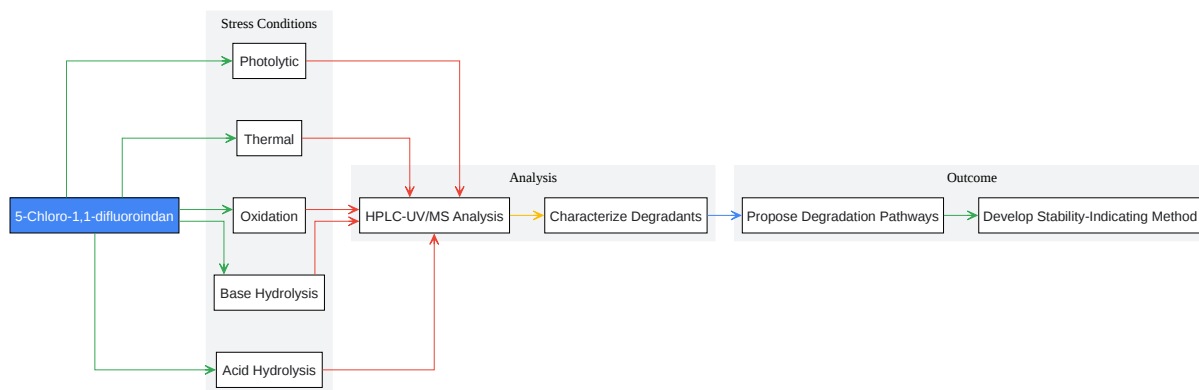 Stress Conditions
Photolytic
Thermal
Analysis
Outcome
5-Chloro-1,1-difluoroindan
Oxidation
HPLC-UV/MS Analysis
Characterize Degradants
Propose Degradation Pathways
Develop Stability-Indicating Method
Base Hydrolysis
Acid Hydrolysis